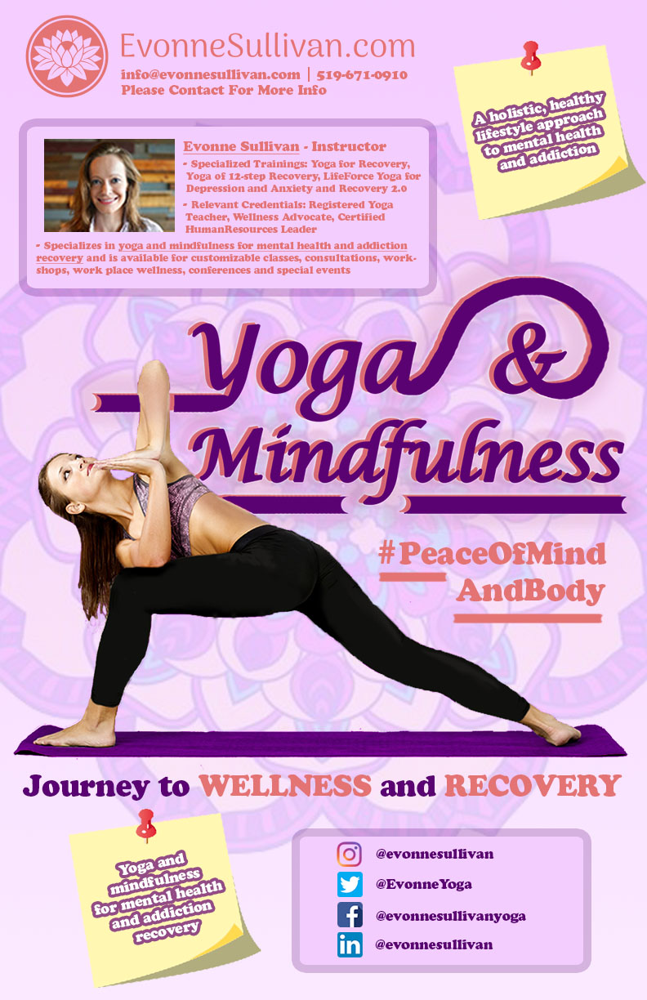 EvonneSullivan.com
info@evonnesullivan.com | 519-671-0910
Please Contact For More Info
A holistic, healthy
lifestyle approach
to mental health
and addiction
Evonne Sullivan - Instructor
- Specialized Trainings: Yoga for Recovery,
Yoga of 12-step Recovery, LifeForce Yoga for
Depression and Anxiety and Recovery 2.0
- Relevant Credentials: Registered Yoga
Teacher, Wellness Advocate, Certified
HumanResources Leader
- Specializes in yoga and mindfulness for mental health and addiction
recovery and is available for customizable classes, consultations, work-
shops, work place wellness, conferences and special events
Yoga &
Mindfulness
#PeaceOfMind
AndBody
Journey to WELLNESS and RECOVERY
Yoga and
mindfulness
for mental health
and addiction
recovery
@evonnesullivan
@EvonneYoga
@evonnesullivanyoga
@evonnesullivan